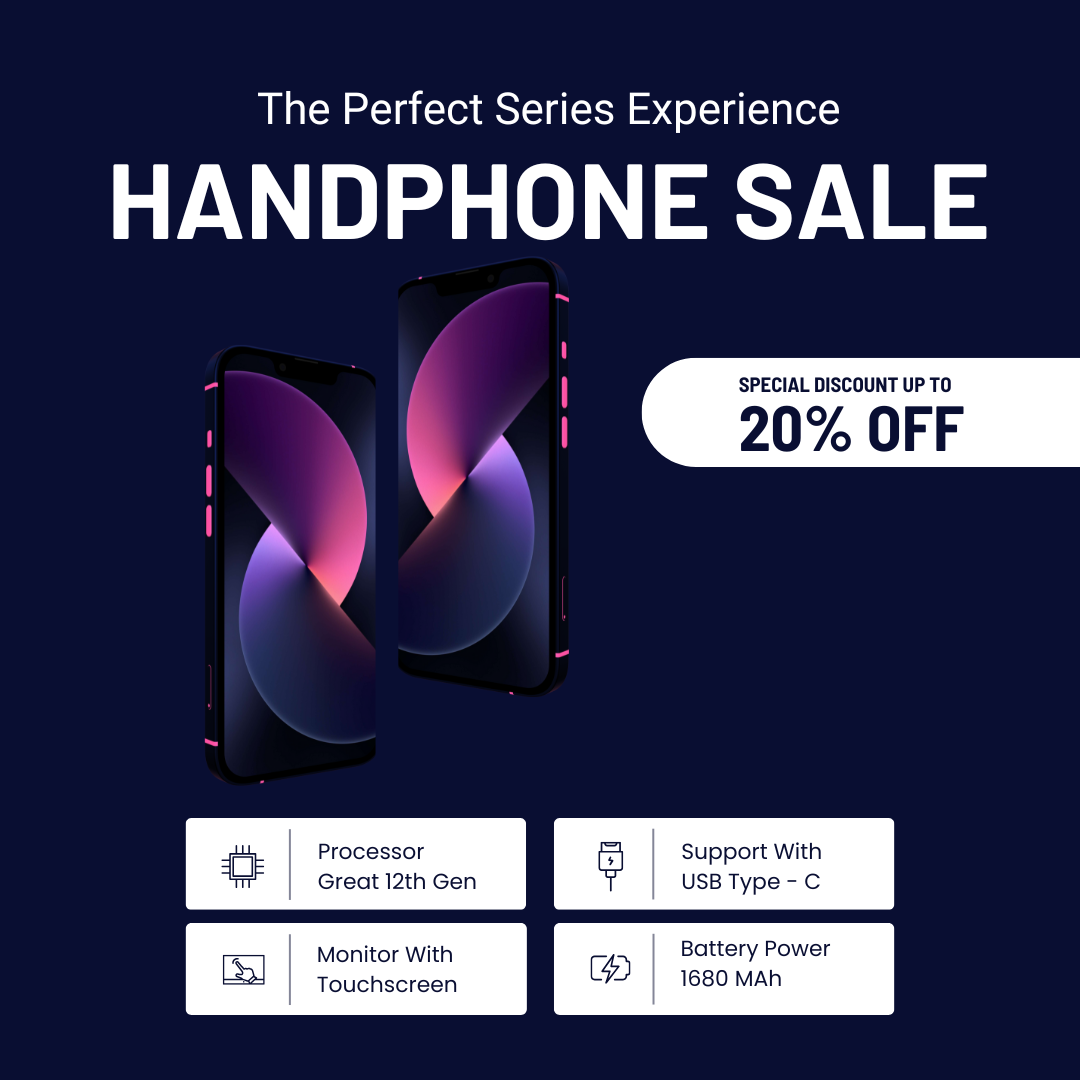 The Perfect Series Experience
HANDPHONE SALE
SPECIAL DISCOUNT UP TO
20% OFF
Processor
Great 12th Gen
Support With
USB Type - C
Monitor With
Touchscreen
Battery Power
1680 MAh